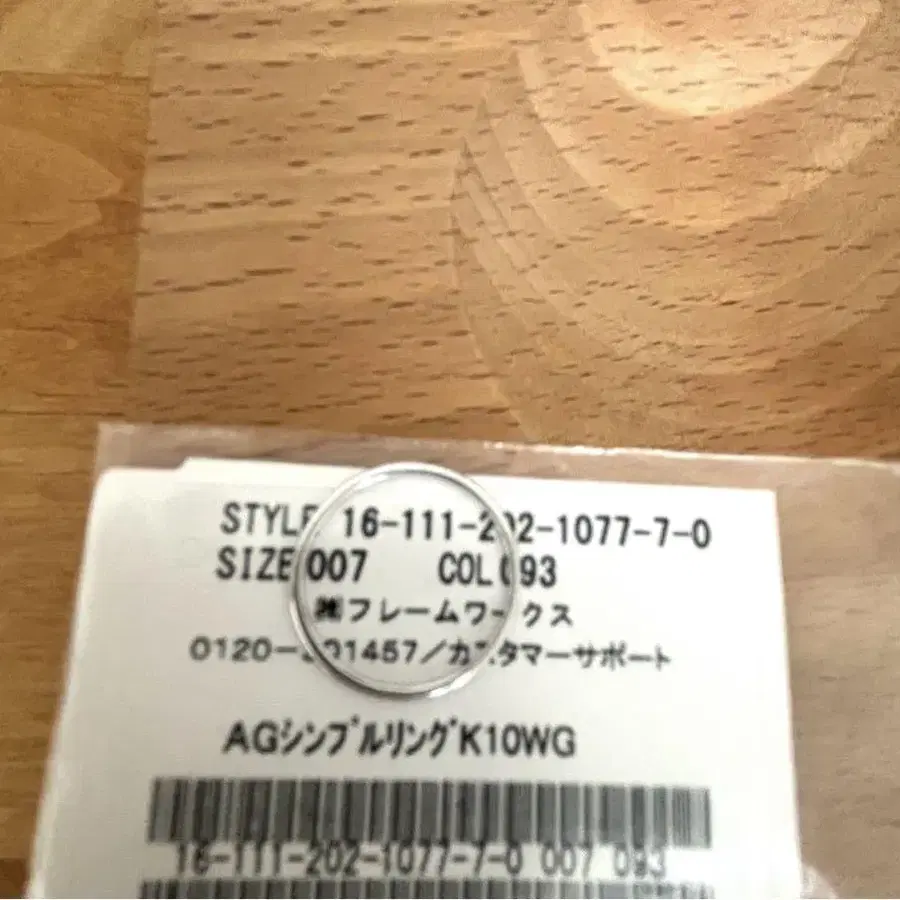 STYLE 16-111-202-1077-7-0
SIZE 007 COL 093
㈱フレームワークス
0120-  /カスタマーサポート
AGシンプルリングK10WG
16-111-202-1077-7-0 007 093